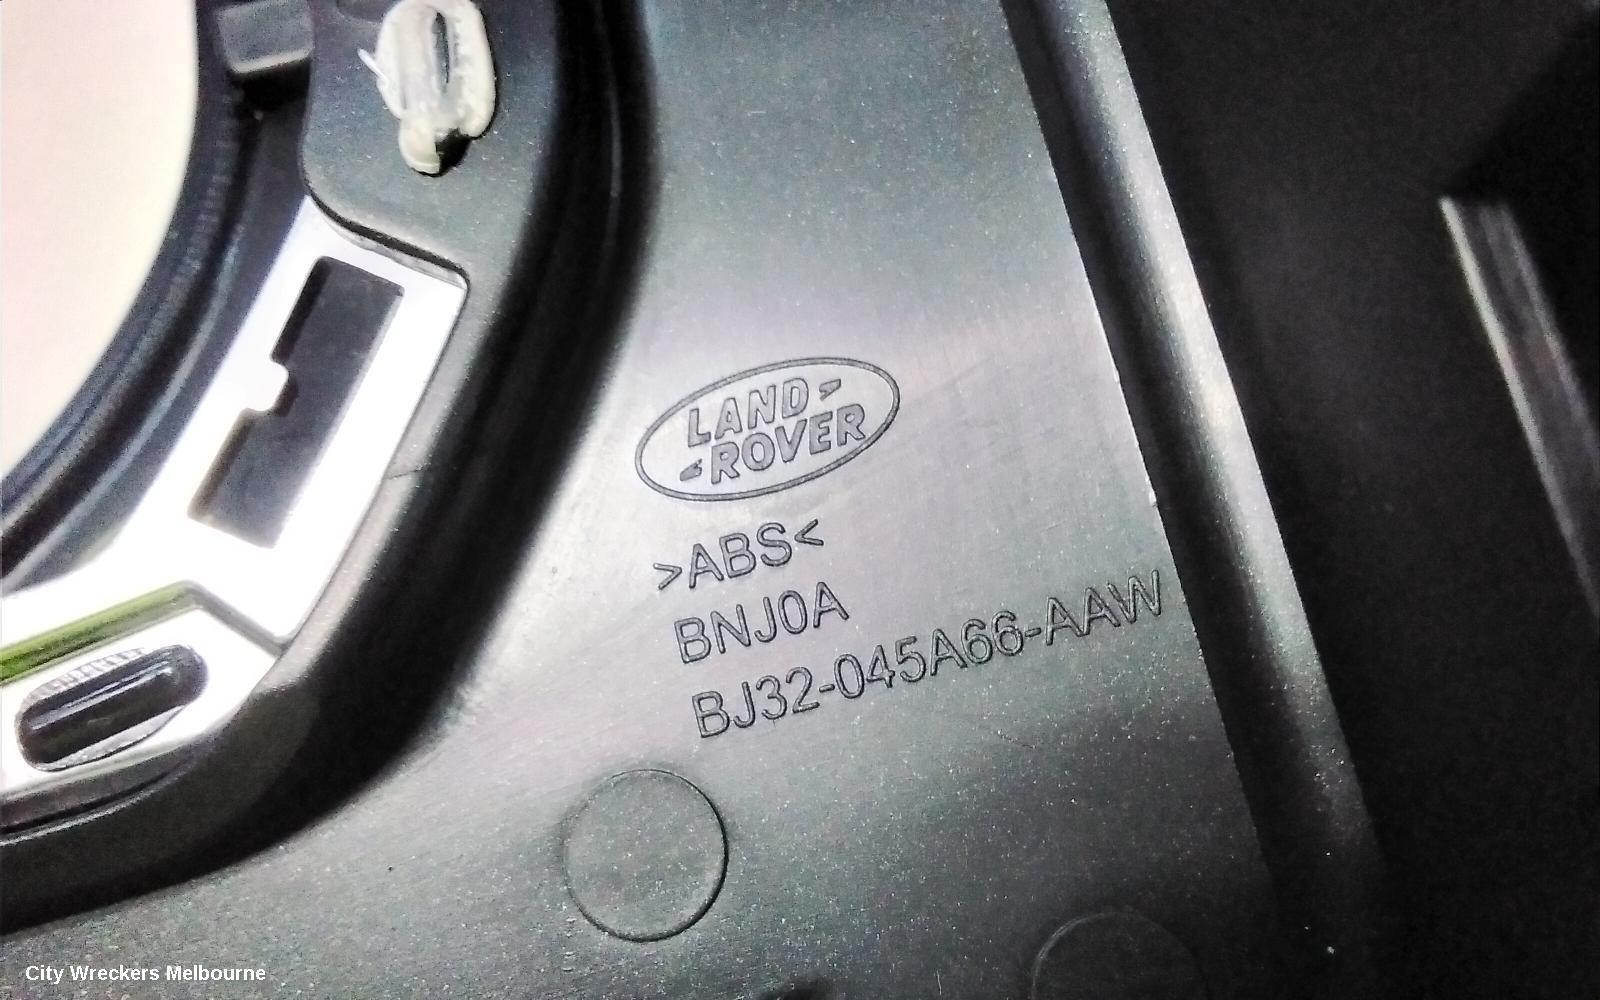 LAND
ROVER
>ABS<
BNJ0A
BJ32-045A66-AAW
City Wreckers Melbourne